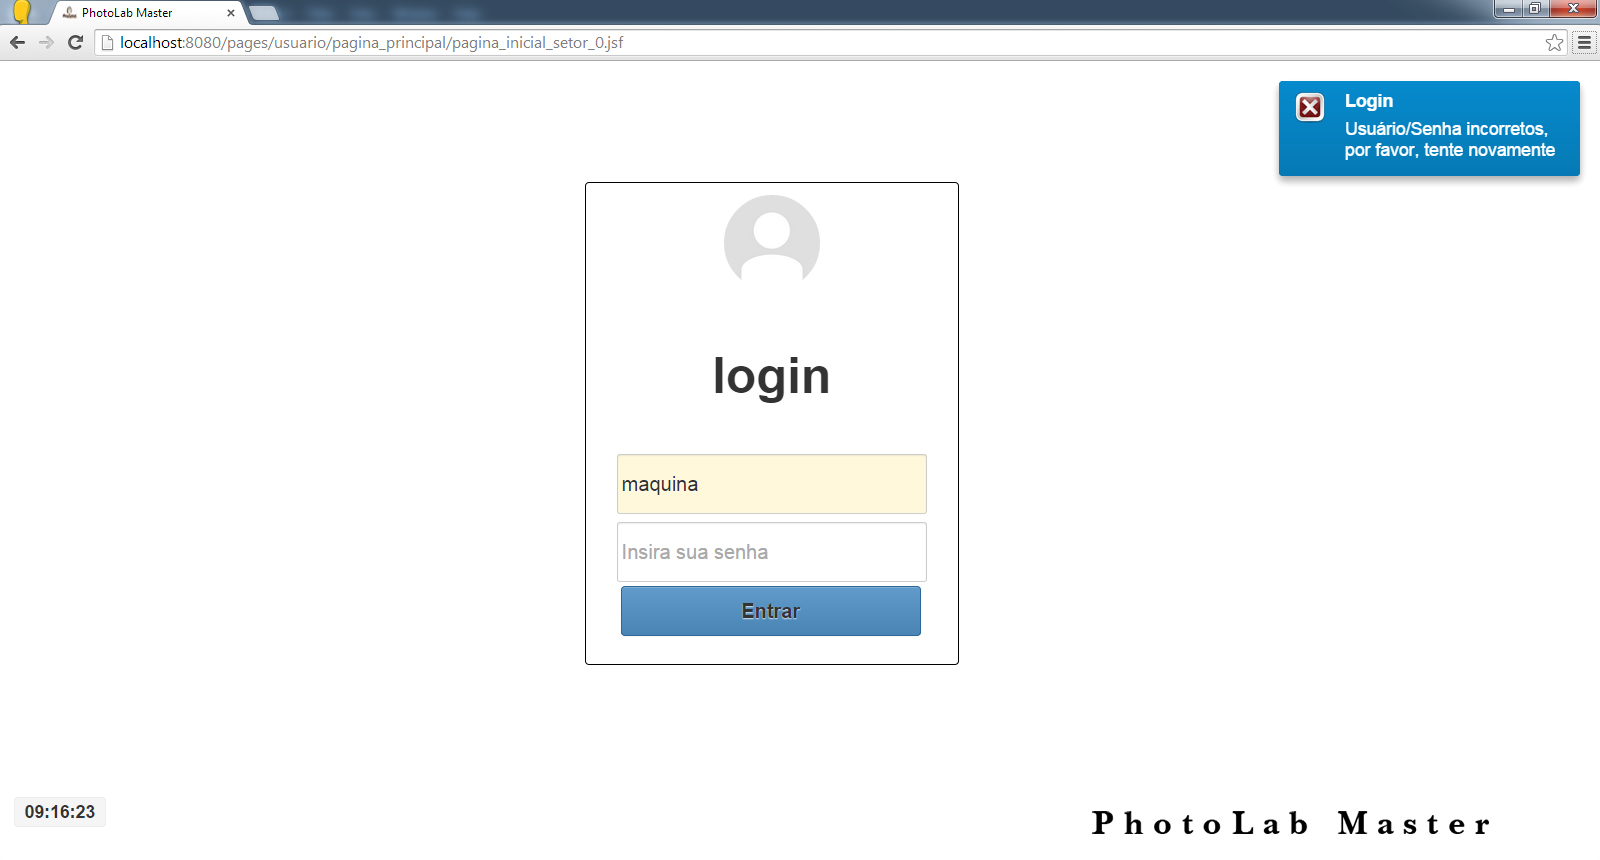 PhotoLab Master
localhost:8080/pages/usuario/pagina_principal/pagina_inicial_setor_0.jsf
Login
Usuário/Senha incorretos,
por favor, tente novamente
login
maquina
Insira sua senha
Entrar
09:16:23
PhotoLab Master